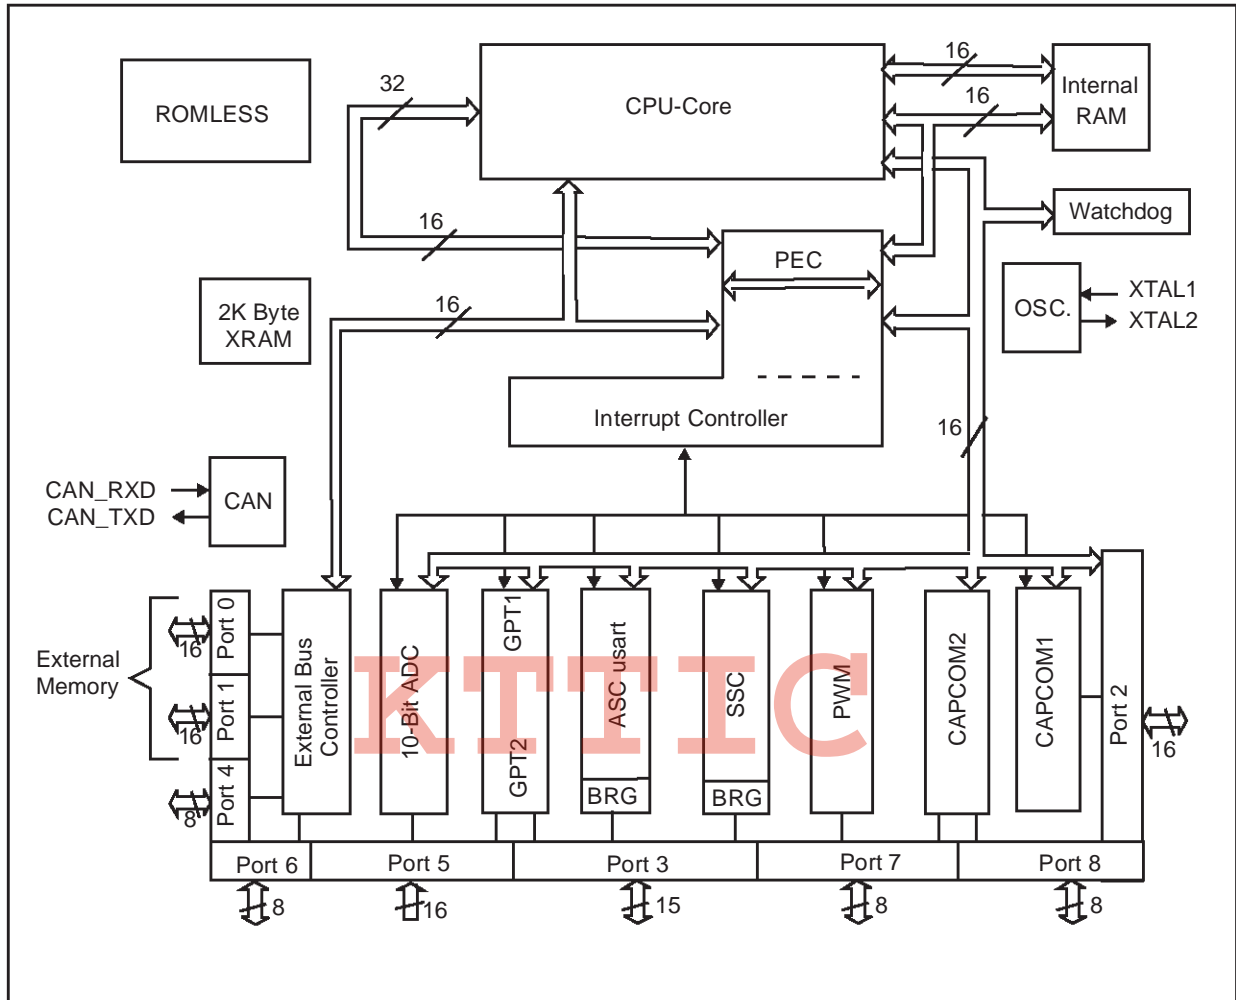 ROMLESS
32
CPU-Core
16
Internal
RAM
16
16
Watchdog
PEC
2K Byte
XRAM
16
OSC.
XTAL1
XTAL2
Interrupt Controller
16
CAN_RXD
CAN_TXD
CAN
External
Memory
16
16
8
Port 0
Port 1
Port 4
External Bus
Controller
10-Bit ADC
GPT1
GPT2
ASC usart
BRG
SSC
BRG
PWM
CAPCOM2
CAPCOM1
Port 2
16
KTTIC
Port 6
Port 5
Port 3
Port 7
Port 8
8
16
15
8
8